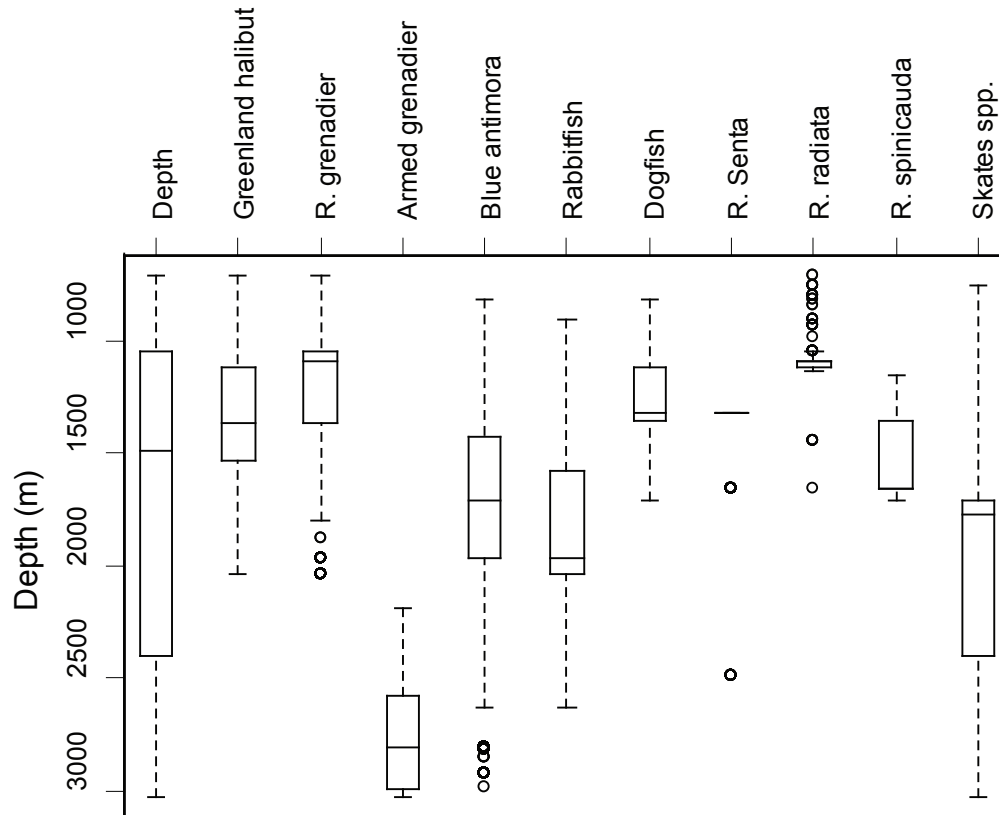 Depth
Greenland halibut
R. grenadier
Armed grenadier
Blue antimora
Rabbitfish
Dogfish
R. Senta
R. radiata
R. spinicauda
Skates spp.
Depth (m)
1000
1500
2000
2500
3000